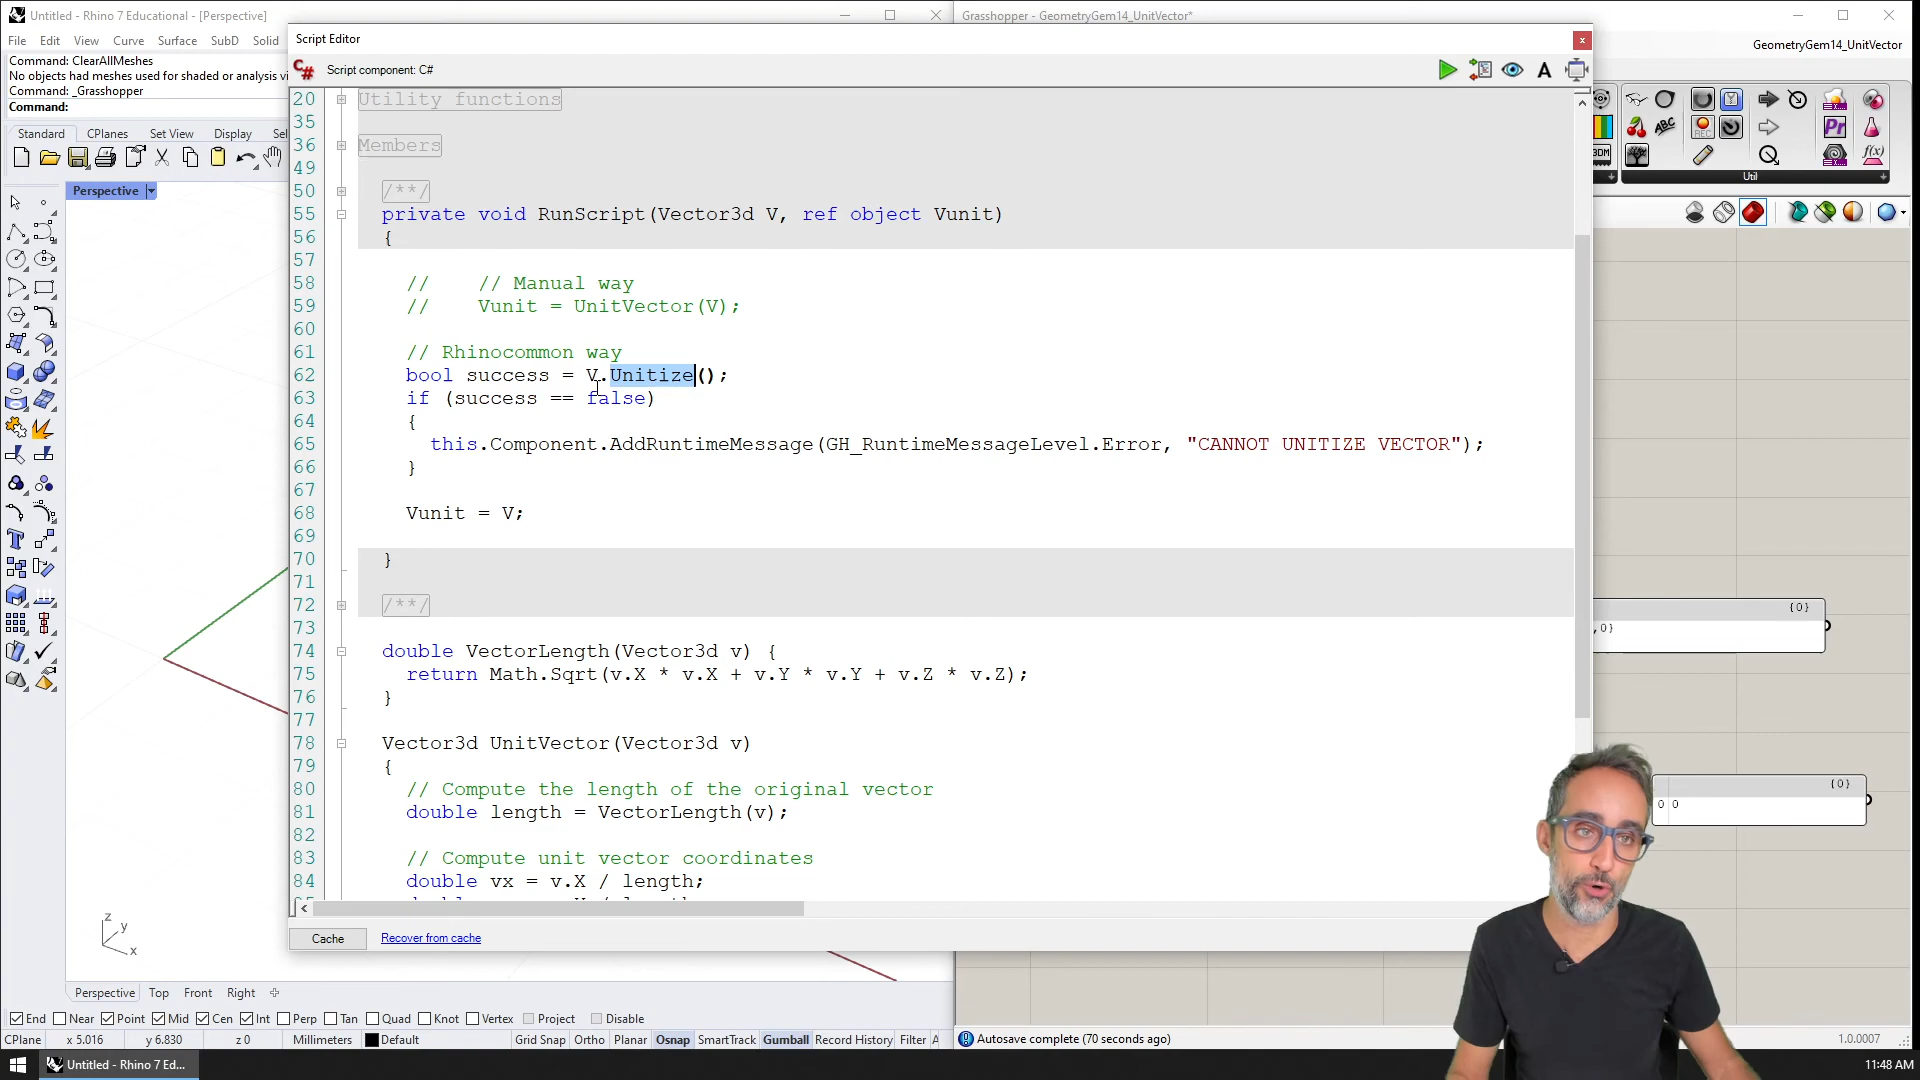 Untitled - Rhino 7 Educational - [Perspective]
Grasshopper - GeometryGem14_UnitVector*
File Edit View Curve Surface SubD Solid
Script Editor
GeometryGem14_UnitVector
Command: ClearAllMeshes
No objects had meshes used for shaded or analysis vi
Command: _Grasshopper
Command:
C# Script component: C#
Standard CPlanes Set View Display Sel
Perspective
20 Utility functions
35
36 Members
49
50 /**/
55 private void RunScript(Vector3d V, ref object Vunit)
56 {
57
58 // // Manual way
59 // Vunit = UnitVector(V);
60
61 // Rhinocommon way
62 bool success = V.Unitize();
63 if (success == false)
64 {
65 this.Component.AddRuntimeMessage(GH_RuntimeMessageLevel.Error, "CANNOT UNITIZE VECTOR");
66 }
67
68 Vunit = V;
69
70 }
71
72 /**/
73
74 double VectorLength(Vector3d v) {
75 return Math.Sqrt(v.X * v.X + v.Y * v.Y + v.Z * v.Z);
76 }
77
78 Vector3d UnitVector(Vector3d v)
79 {
80 // Compute the length of the original vector
81 double length = VectorLength(v);
82
83 // Compute unit vector coordinates
84 double vx = v.X / length;
Cache Recover from cache
ABC
REC
3DM
Pr
f(x)
Util
{0}
,0}
{0}
0 0
z
y
x
Perspective Top Front Right
End Near Point Mid Cen Int Perp Tan Quad Knot Vertex Project Disable
CPlane x 5.016 y 6.830 z 0 Millimeters Default Grid Snap Ortho Planar Osnap SmartTrack Gumball Record History Filter A
Autosave complete (70 seconds ago)
1.0.0007
Untitled - Rhino 7 Ed...
11:48 AM